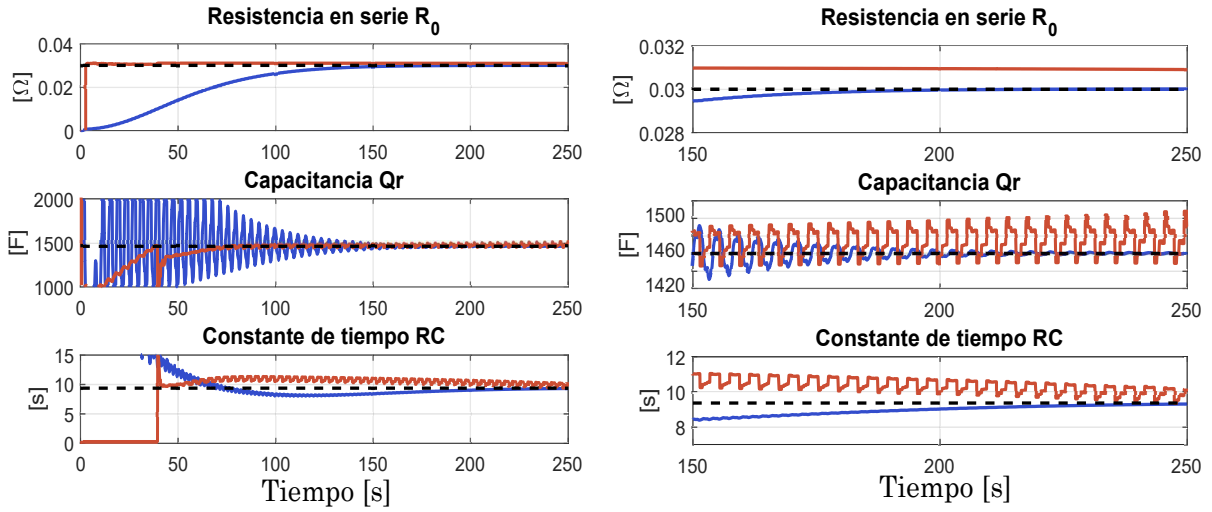 Resistencia en serie R0
0.04
0.02
0
[Ω]
0 50 100 150 200 250
Capacitancia Qr
2000
1500
1000
[F]
0 50 100 150 200 250
Constante de tiempo RC
15
10
5
0
[s]
0 50 100 150 200 250
Tiempo [s]
Resistencia en serie R0
0.032
0.03
0.028
[Ω]
150 200 250
Capacitancia Qr
1500
1460
1420
[F]
150 200 250
Constante de tiempo RC
12
10
8
[s]
150 200 250
Tiempo [s]